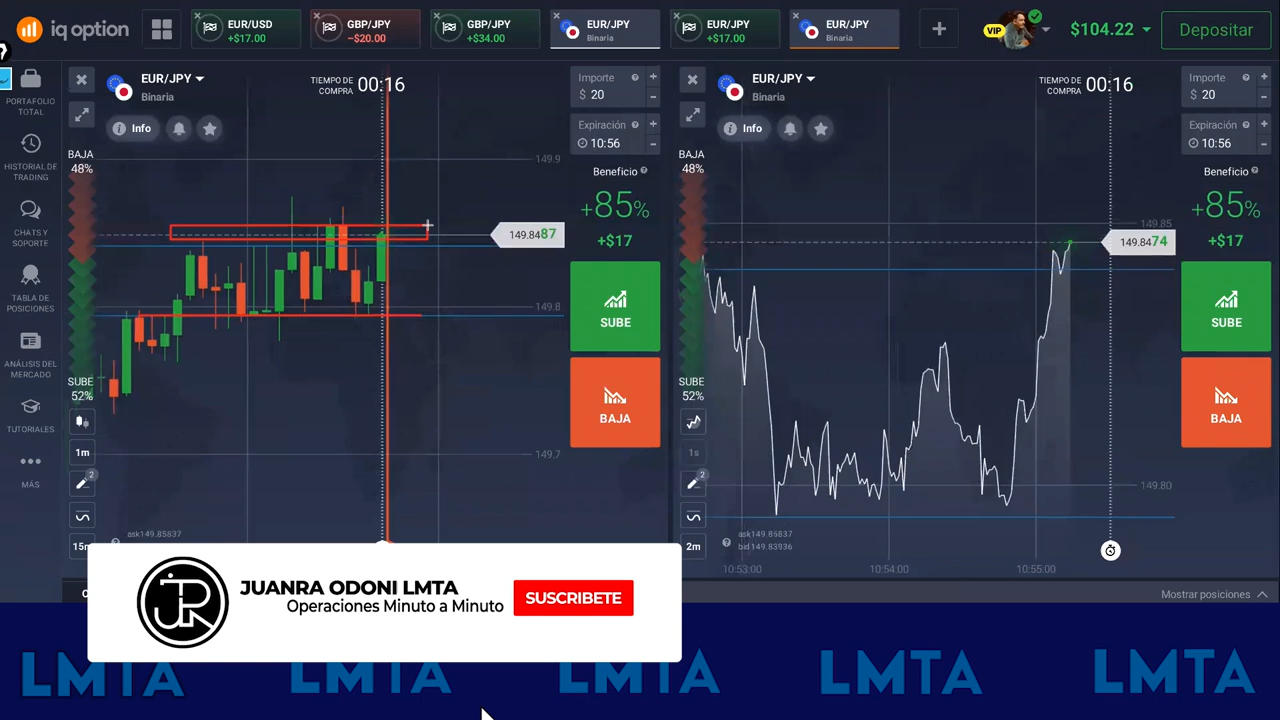 iq option
EUR/USD
+$17.00
GBP/JPY
−$20.00
GBP/JPY
+$34.00
EUR/JPY
Binaria
EUR/JPY
+$17.00
EUR/JPY
Binaria
VIP
$104.22
Depositar
PORTAFOLIO
TOTAL
HISTORIAL DE
TRADING
CHATS Y
SOPORTE
TABLA DE
POSICIONES
ANÁLISIS DEL
MERCADO
TUTORIALES
MÁS
EUR/JPY
Binaria
TIEMPO DE
COMPRA
00:16
Info
BAJA
48%
SUBE
52%
1m
2
15m
149.9
149.8487
149.8
149.7
ask149.85837
Importe
$ 20
Expiración
10:56
Beneficio
+85%
+$17
SUBE
BAJA
EUR/JPY
Binaria
TIEMPO DE
COMPRA
00:16
Info
BAJA
48%
SUBE
52%
1s
2
2m
149.85
149.8474
149.80
ask149.85837
bid149.83936
10:53:00
10:54:00
10:55:00
Importe
$ 20
Expiración
10:56
Beneficio
+85%
+$17
SUBE
BAJA
Mostrar posiciones
JUANRA ODONI LMTA
Operaciones Minuto a Minuto
SUSCRIBETE
LMTA LMTA LMTA LMTA LMTA